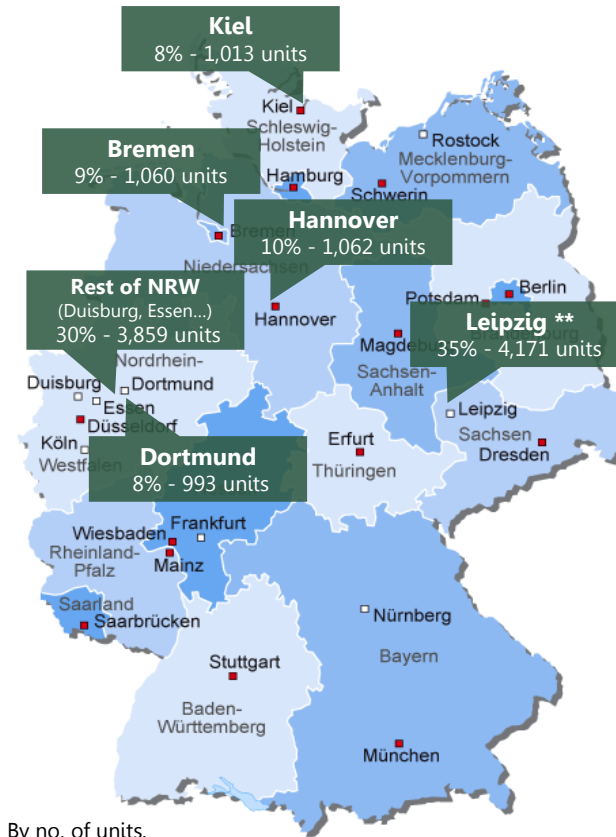 Kiel
8% - 1,013 units
Kiel
Schleswig-
Holstein
Rostock
Mecklenburg-
Vorpommern
Bremen
9% - 1,060 units
Hamburg
Schwerin
Bremen
Hannover
10% - 1,062 units
Niedersachsen
Hannover
Rest of NRW
(Duisburg, Essen...)
30% - 3,859 units
Berlin
Potsdam
Leipzig **
35% - 4,171 units
Magdebu
Sachsen-
Anhalt
Nordrhein-
Duisburg
Dortmund
Essen
Düsseldorf
Köln
Westfalen
Leipzig
Sachsen
Dresden
Erfurt
Thüringen
Dortmund
8% - 993 units
Wiesbaden
Frankfurt
Rheinland-
Pfalz
Mainz
Saarland
Saarbrücken
Nürnberg
Bayern
Stuttgart
Baden-
Württemberg
München
By no. of units.